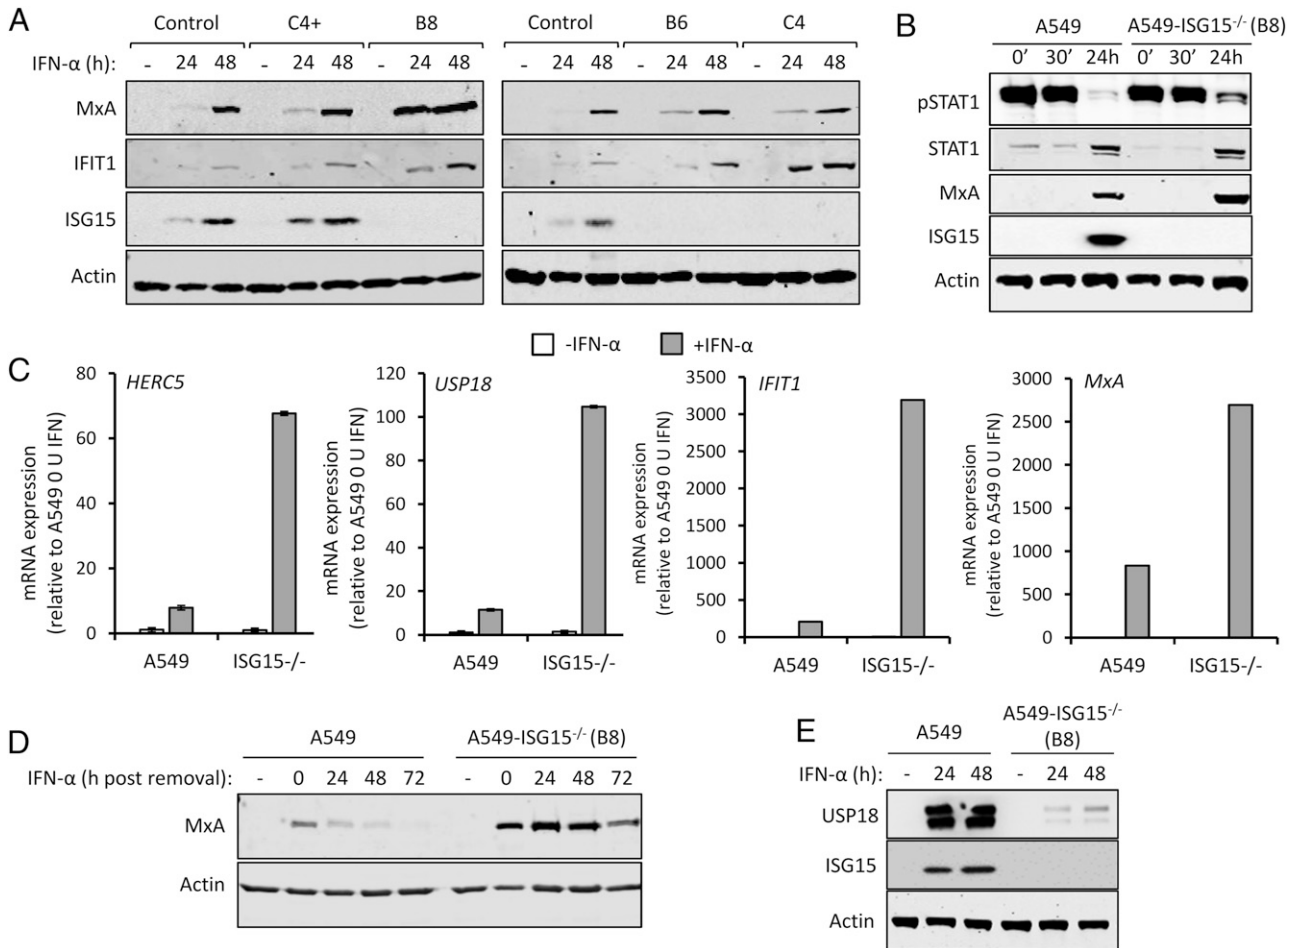 A
Control C4+ B8 Control B6 C4
IFN-α (h): - 24 48 - 24 48 - 24 48 - 24 48 - 24 48 - 24 48
MxA
IFIT1
ISG15
Actin
B
A549 A549-ISG15-/- (B8)
0' 30' 24h 0' 30' 24h
pSTAT1
STAT1
MxA
ISG15
Actin
-IFN-α +IFN-α
C
HERC5
mRNA expression
(relative to A549 0 U IFN)
80
60
40
20
0
A549 ISG15-/-
USP18
mRNA expression
(relative to A549 0 U IFN)
120
100
80
60
40
20
0
A549 ISG15-/-
IFIT1
mRNA expression
(relative to A549 0 U IFN)
3500
3000
2500
2000
1500
1000
500
0
A549 ISG15-/-
MxA
mRNA expression
(relative to A549 0 U IFN)
3000
2500
2000
1500
1000
500
0
A549 ISG15-/-
D
A549 A549-ISG15-/- (B8)
IFN-α (h post removal): - 0 24 48 72 - 0 24 48 72
MxA
Actin
E
A549 A549-ISG15-/-
(B8)
IFN-α (h): - 24 48 - 24 48
USP18
ISG15
Actin